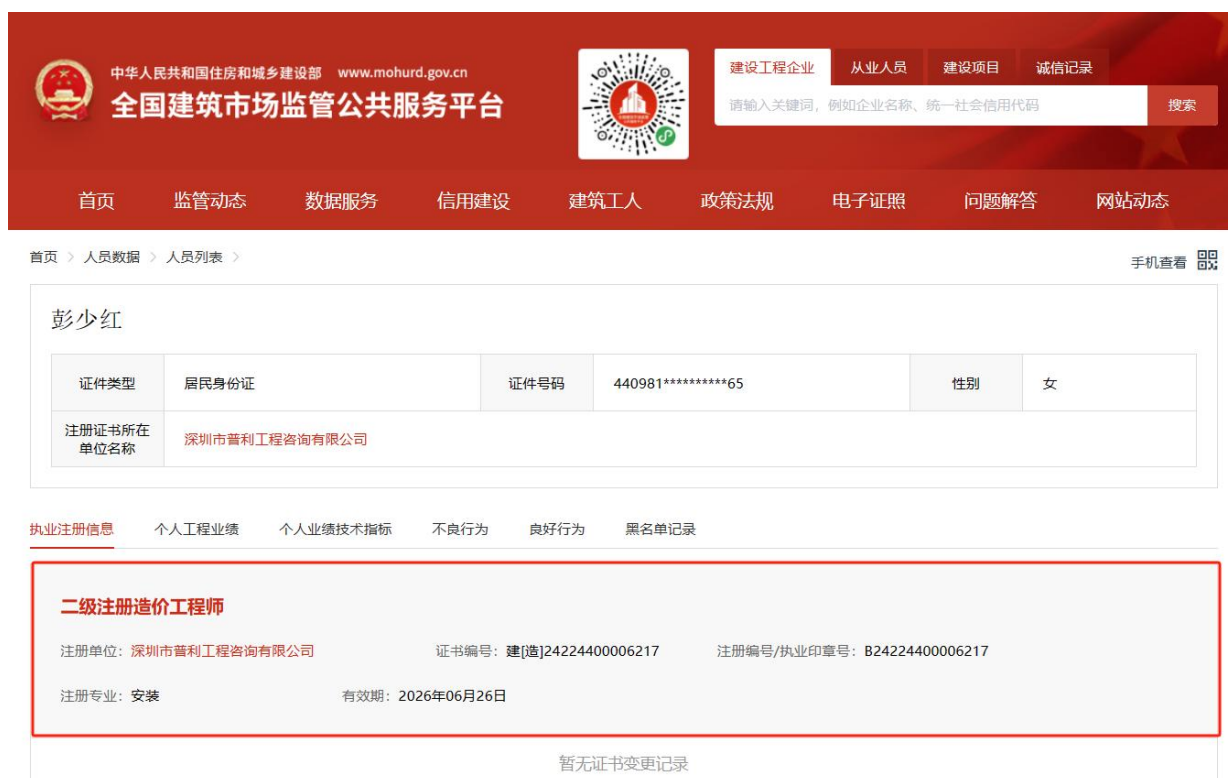 中华人民共和国住房和城乡建设部 www.mohurd.gov.cn
全国建筑市场监管公共服务平台
建设工程企业 从业人员 建设项目 诚信记录
请输入关键词，例如企业名称、统一社会信用代码 搜索
首页 监管动态 数据服务 信用建设 建筑工人 政策法规 电子证照 问题解答 网站动态
首页 > 人员数据 > 人员列表 >
手机查看
彭少红
证件类型 居民身份证 证件号码 440981**********65 性别 女
注册证书所在
单位名称
深圳市普利工程咨询有限公司
执业注册信息 个人工程业绩 个人业绩技术指标 不良行为 良好行为 黑名单记录
二级注册造价工程师
注册单位：深圳市普利工程咨询有限公司 证书编号：建[造]24224400006217 注册编号/执业印章号：B24224400006217
注册专业：安装 有效期：2026年06月26日
暂无证书变更记录